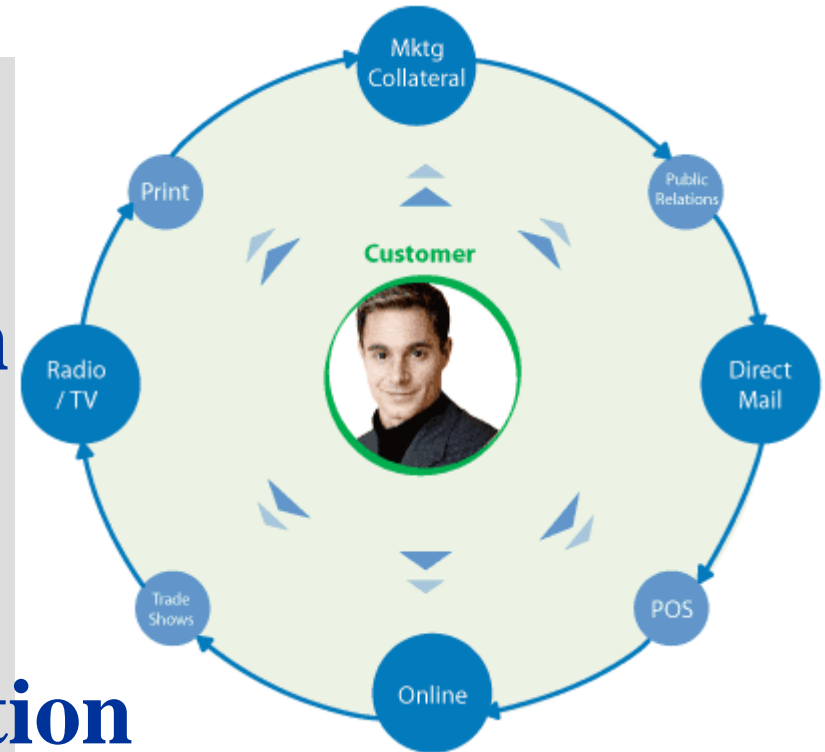 Mktg
Collateral
Print
Public
Relations
Customer
Radio
/ TV
Direct
Mail
Trade
Shows
POS
Online
tion